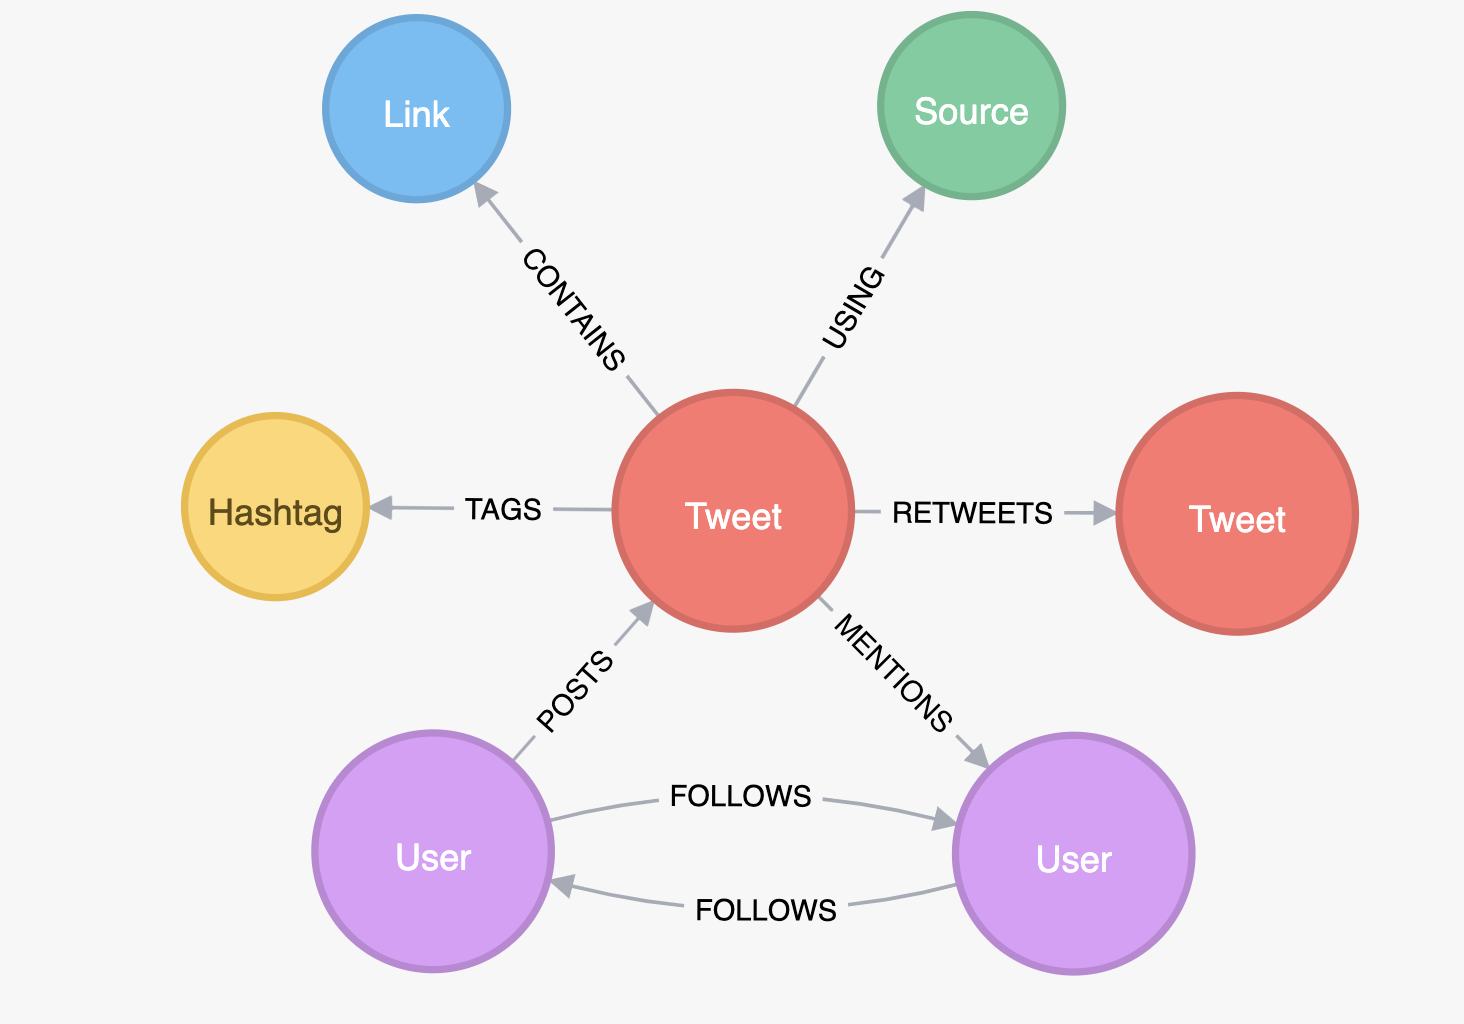 Link
Source
CONTAINS
USING
Hashtag
TAGS
Tweet
RETWEETS
Tweet
POSTS
MENTIONS
FOLLOWS
User
User
FOLLOWS